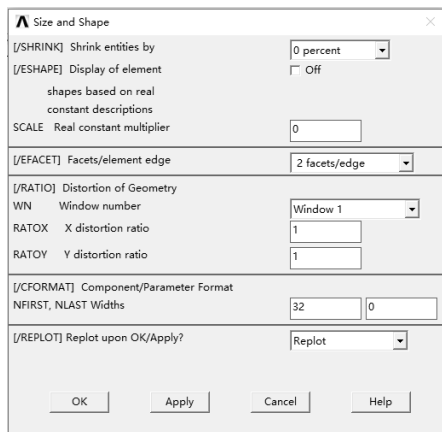 Size and Shape
[/SHRINK] Shrink entities by 0 percent
[/ESHAPE] Display of element Off
shapes based on real
constant descriptions
SCALE Real constant multiplier 0
[/EFACET] Facets/element edge 2 facets/edge
[/RATIO] Distortion of Geometry
WN Window number Window 1
RATOX X distortion ratio 1
RATOY Y distortion ratio 1
[/CFORMAT] Component/Parameter Format
NFIRST, NLAST Widths 32 0
[/REPLOT] Replot upon OK/Apply? Replot
OK Apply Cancel Help